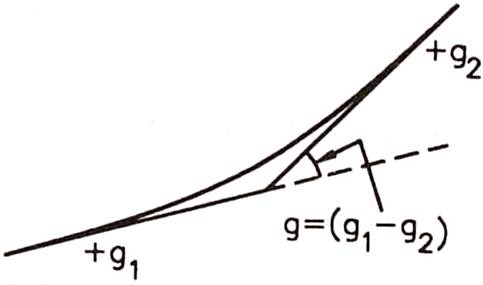 +g₂
g=(g₁-g₂)
+g₁